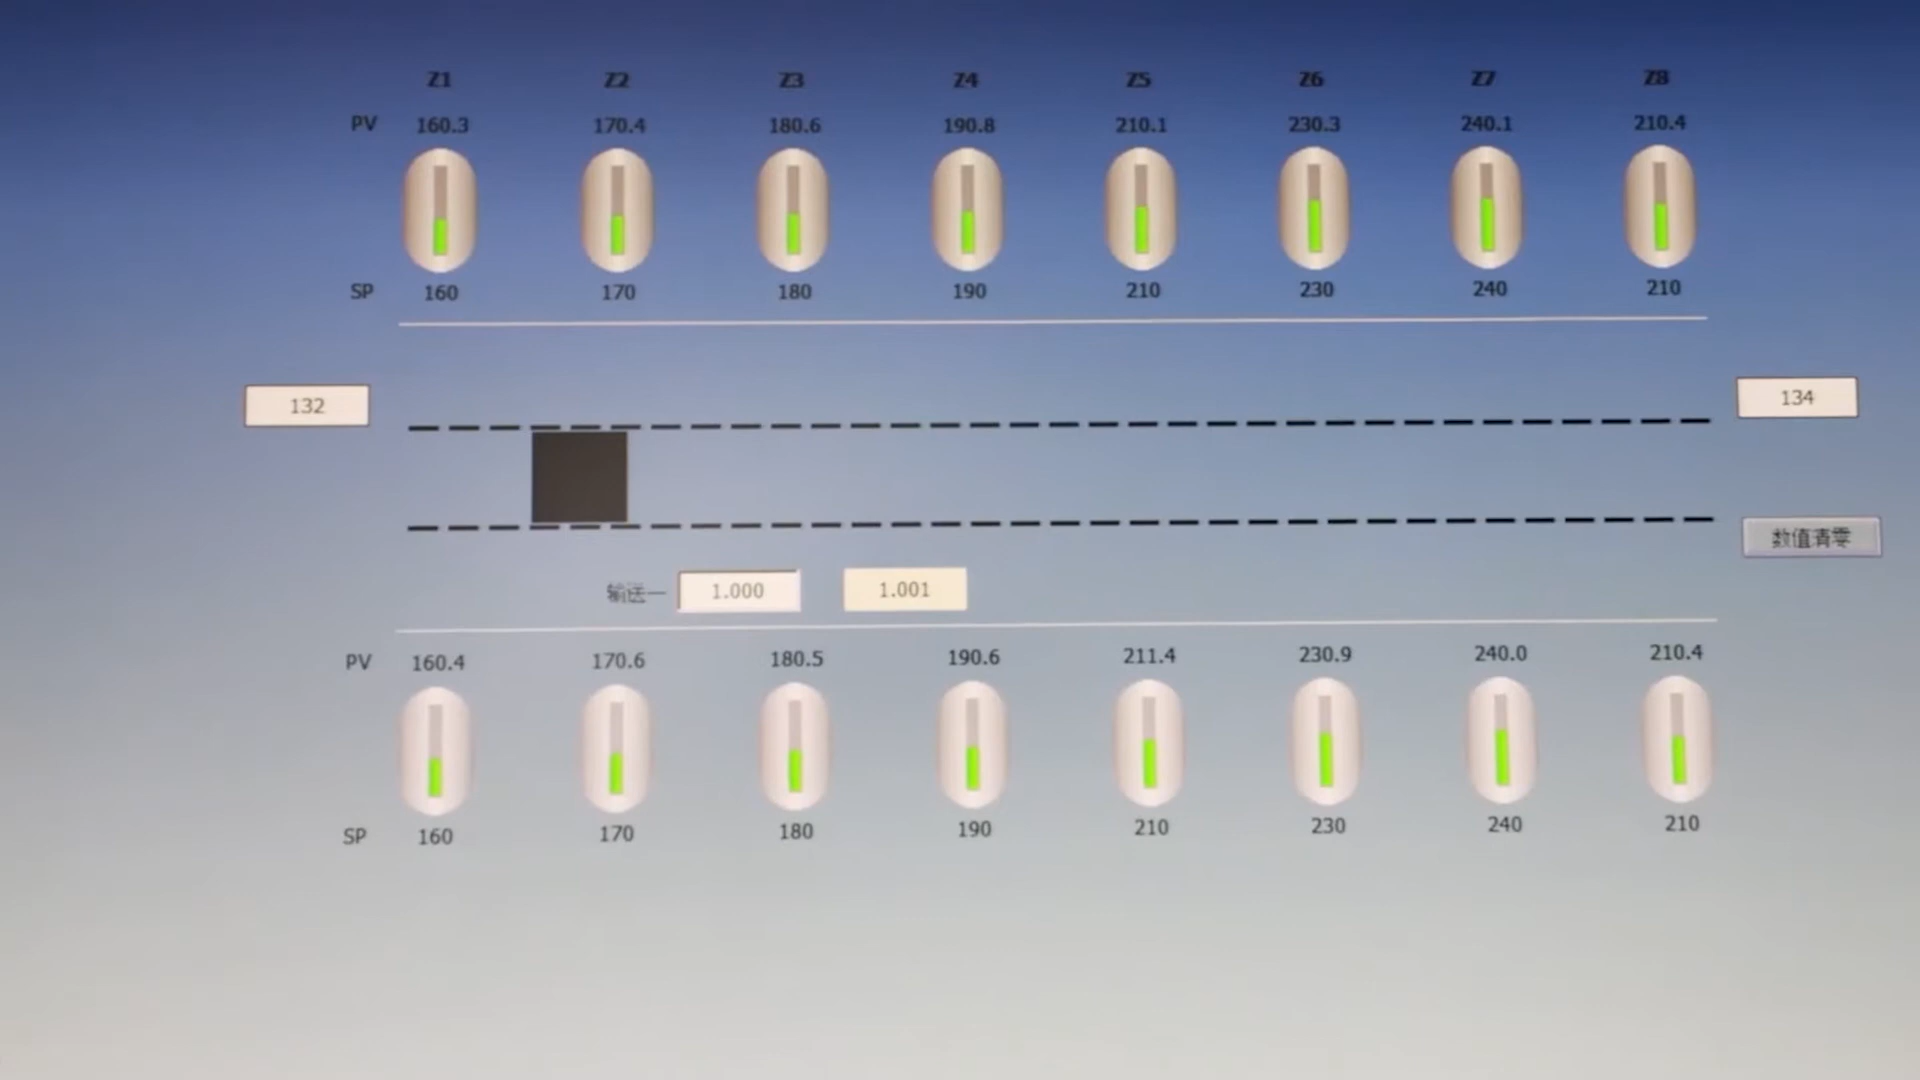 Z1 Z2 Z3 Z4 Z5 Z6 Z7 Z8
PV 160.3 170.4 180.6 190.8 210.1 230.3 240.1 210.4
SP 160 170 180 190 210 230 240 210
132
134
数值清零
输送一 1.000 1.001
PV 160.4 170.6 180.5 190.6 211.4 230.9 240.0 210.4
SP 160 170 180 190 210 230 240 210